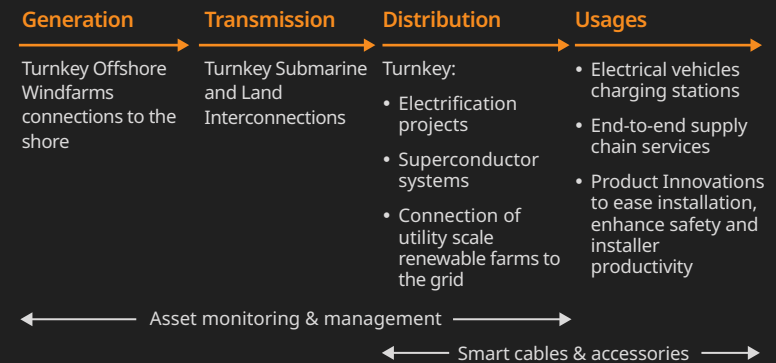 Generation
Turnkey Offshore
Windfarms
connections to the
shore
Transmission
Turnkey Submarine
and Land
Interconnections
Distribution
Turnkey:
• Electrification
projects
• Superconductor
systems
• Connection of
utility scale
renewable farms to
the grid
Usages
• Electrical vehicles
charging stations
• End-to-end supply
chain services
• Product Innovations
to ease installation,
enhance safety and
installer
productivity
Asset monitoring & management
Smart cables & accessories